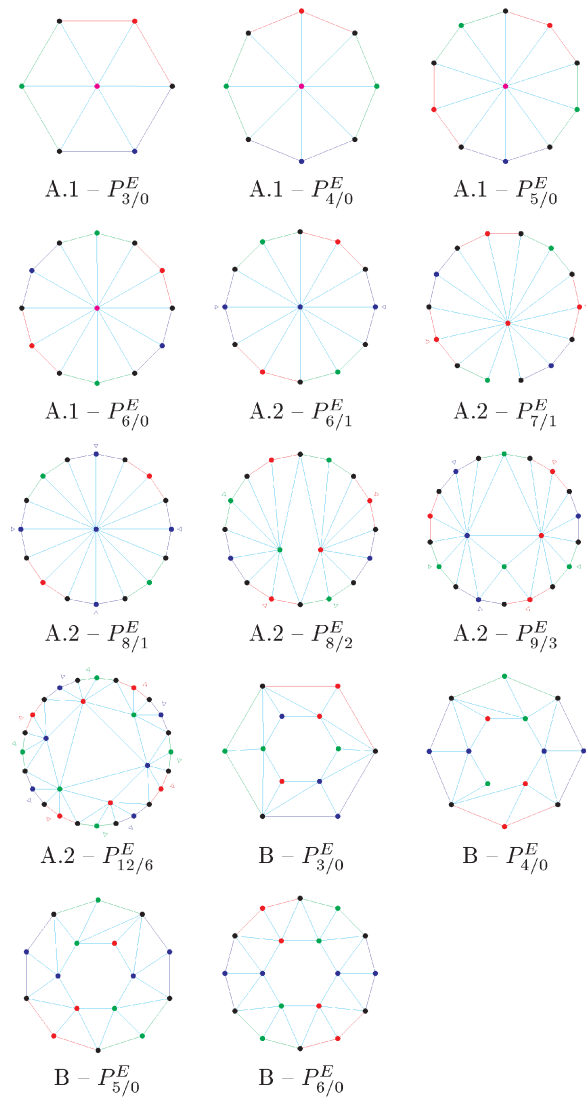 A.1 – P^E_{3/0} A.1 – P^E_{4/0} A.1 – P^E_{5/0}
A.1 – P^E_{6/0} A.2 – P^E_{6/1} A.2 – P^E_{7/1}
A.2 – P^E_{8/1} A.2 – P^E_{8/2} A.2 – P^E_{9/3}
A.2 – P^E_{12/6} B – P^E_{3/0} B – P^E_{4/0}
B – P^E_{5/0} B – P^E_{6/0}